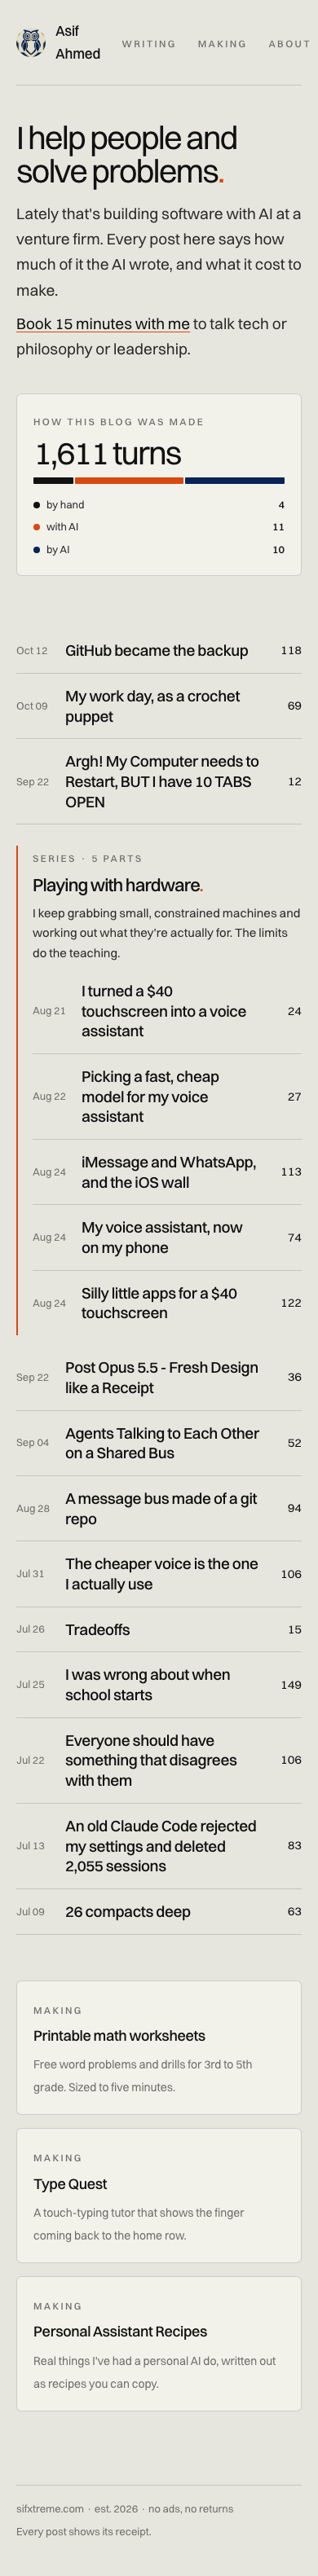 Asif
Ahmed
WRITING MAKING ABOUT
I help people and
solve problems.
Lately that's building software with AI at a
venture firm. Every post here says how
much of it the AI wrote, and what it cost to
make.
Book 15 minutes with me to talk tech or
philosophy or leadership.
HOW THIS BLOG WAS MADE
1,611 turns
by hand 4
with AI 11
by AI 10
Oct 12 GitHub became the backup 118
Oct 09 My work day, as a crochet
puppet 69
Sep 22 Argh! My Computer needs to
Restart, BUT I have 10 TABS
OPEN 12
SERIES · 5 PARTS
Playing with hardware.
I keep grabbing small, constrained machines and
working out what they're actually for. The limits
do the teaching.
Aug 21 I turned a $40
touchscreen into a voice
assistant 24
Aug 22 Picking a fast, cheap
model for my voice
assistant 27
Aug 24 iMessage and WhatsApp,
and the iOS wall 113
Aug 24 My voice assistant, now
on my phone 74
Aug 24 Silly little apps for a $40
touchscreen 122
Sep 22 Post Opus 5.5 - Fresh Design
like a Receipt 36
Sep 04 Agents Talking to Each Other
on a Shared Bus 52
Aug 28 A message bus made of a git
repo 94
Jul 31 The cheaper voice is the one
I actually use 106
Jul 26 Tradeoffs 15
Jul 25 I was wrong about when
school starts 149
Jul 22 Everyone should have
something that disagrees
with them 106
Jul 13 An old Claude Code rejected
my settings and deleted
2,055 sessions 83
Jul 09 26 compacts deep 63
MAKING
Printable math worksheets
Free word problems and drills for 3rd to 5th
grade. Sized to five minutes.
MAKING
Type Quest
A touch-typing tutor that shows the finger
coming back to the home row.
MAKING
Personal Assistant Recipes
Real things I've had a personal AI do, written out
as recipes you can copy.
sifxtreme.com · est. 2026 · no ads, no returns
Every post shows its receipt.